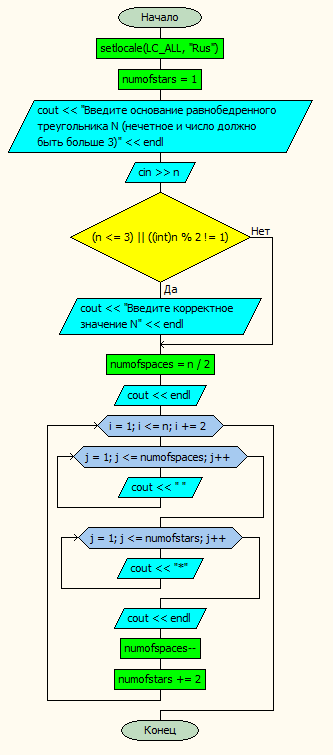 Начало
setlocale(LC_ALL, "Rus")
numofstars = 1
cout << "Введите основание равнобедренного
треугольника N (нечетное и число должно
быть больше 3)" << endl
cin >> n
(n <= 3) || ((int)n % 2 != 1)
Нет
Да
cout << "Введите корректное
значение N" << endl
numofspaces = n / 2
cout << endl
i = 1; i <= n; i += 2
j = 1; j <= numofspaces; j++
cout << " "
j = 1; j <= numofstars; j++
cout << "*"
cout << endl
numofspaces--
numofstars += 2
Конец